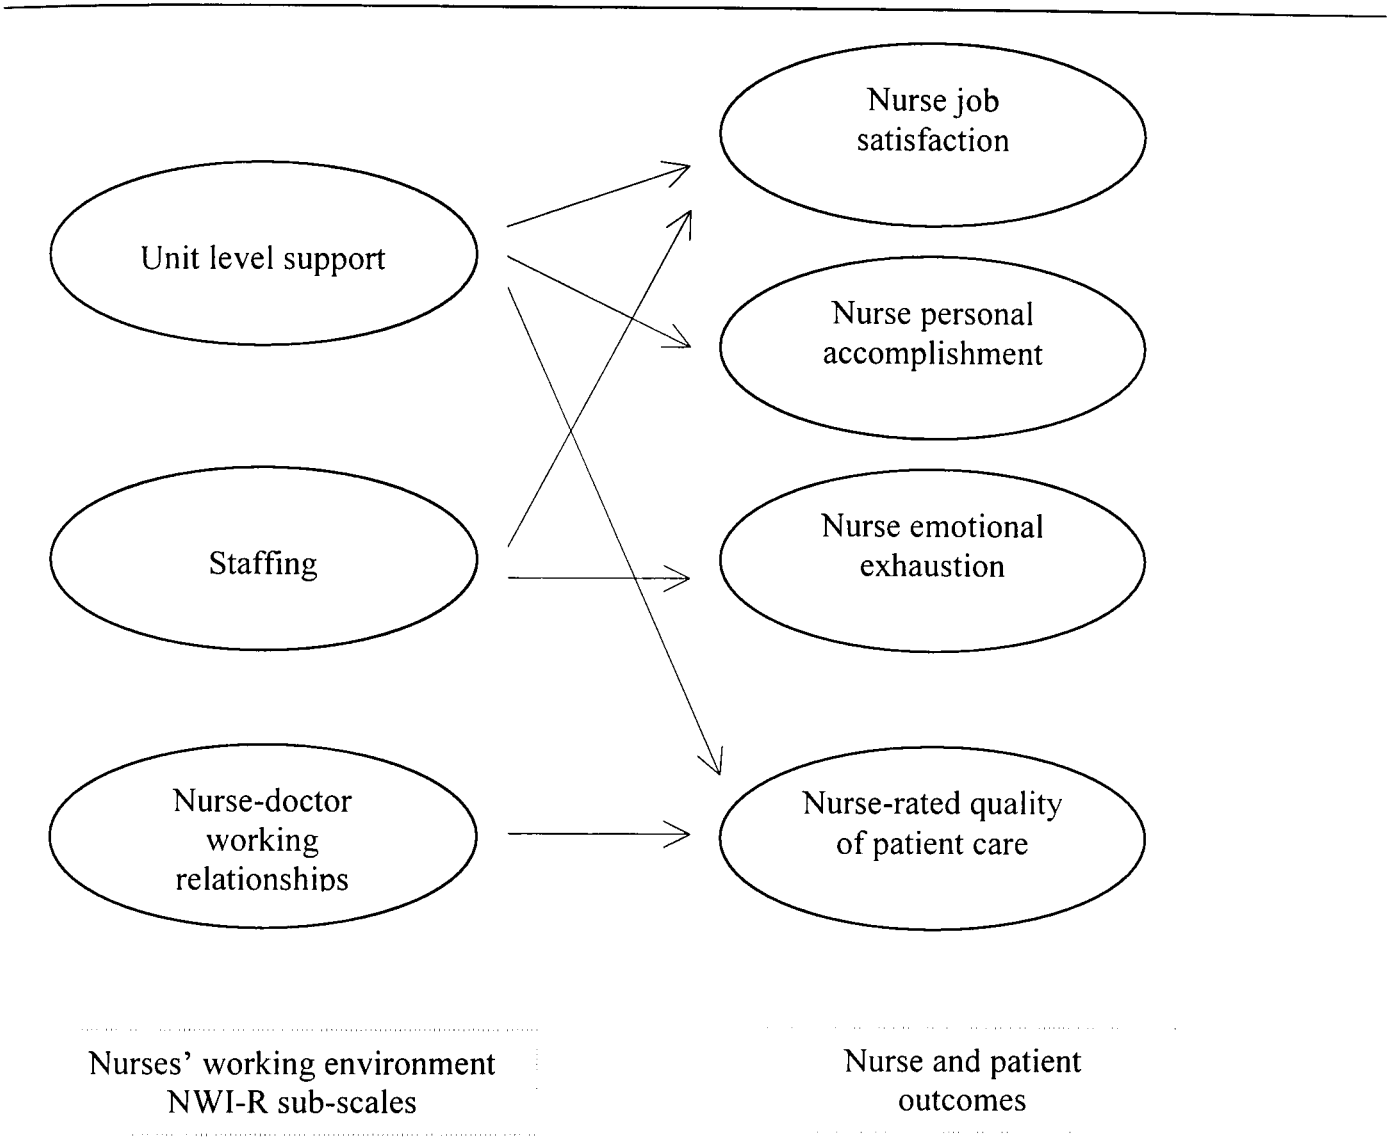 Nurse job
satisfaction
Unit level support
Nurse personal
accomplishment
Nurse emotional
exhaustion
Staffing
Nurse-doctor
working
relationships
Nurse-rated quality
of patient care
Nurses’ working environment
NWI-R sub-scales
Nurse and patient
outcomes